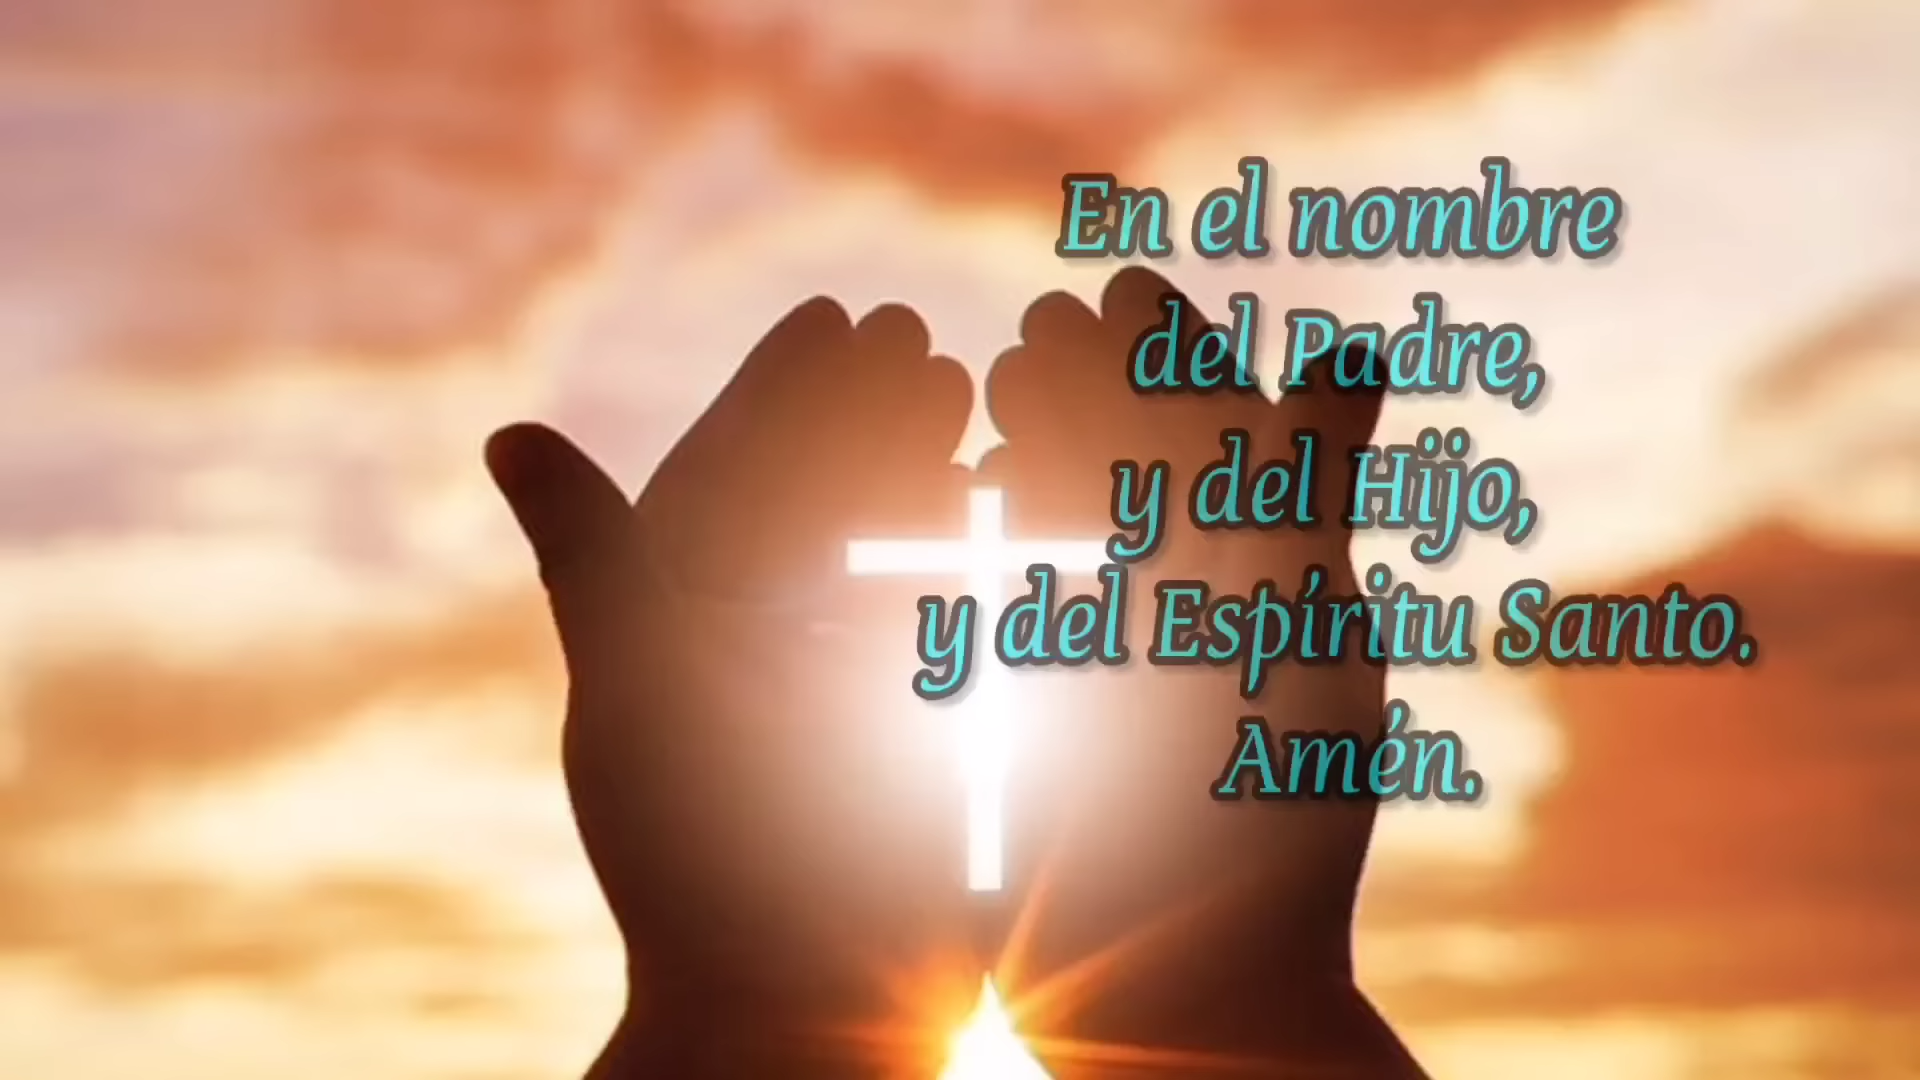 En el nombre
del Padre,
y del Hijo,
y del Espíritu Santo.
Amén.